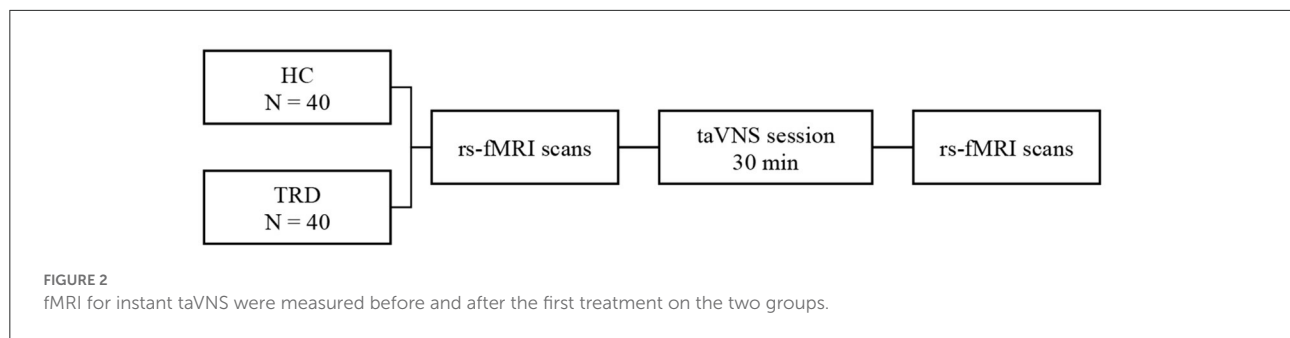 HC
N = 40
TRD
N = 40
rs-fMRI scans
taVNS session
30 min
rs-fMRI scans
FIGURE 2
fMRI for instant taVNS were measured before and after the first treatment on the two groups.